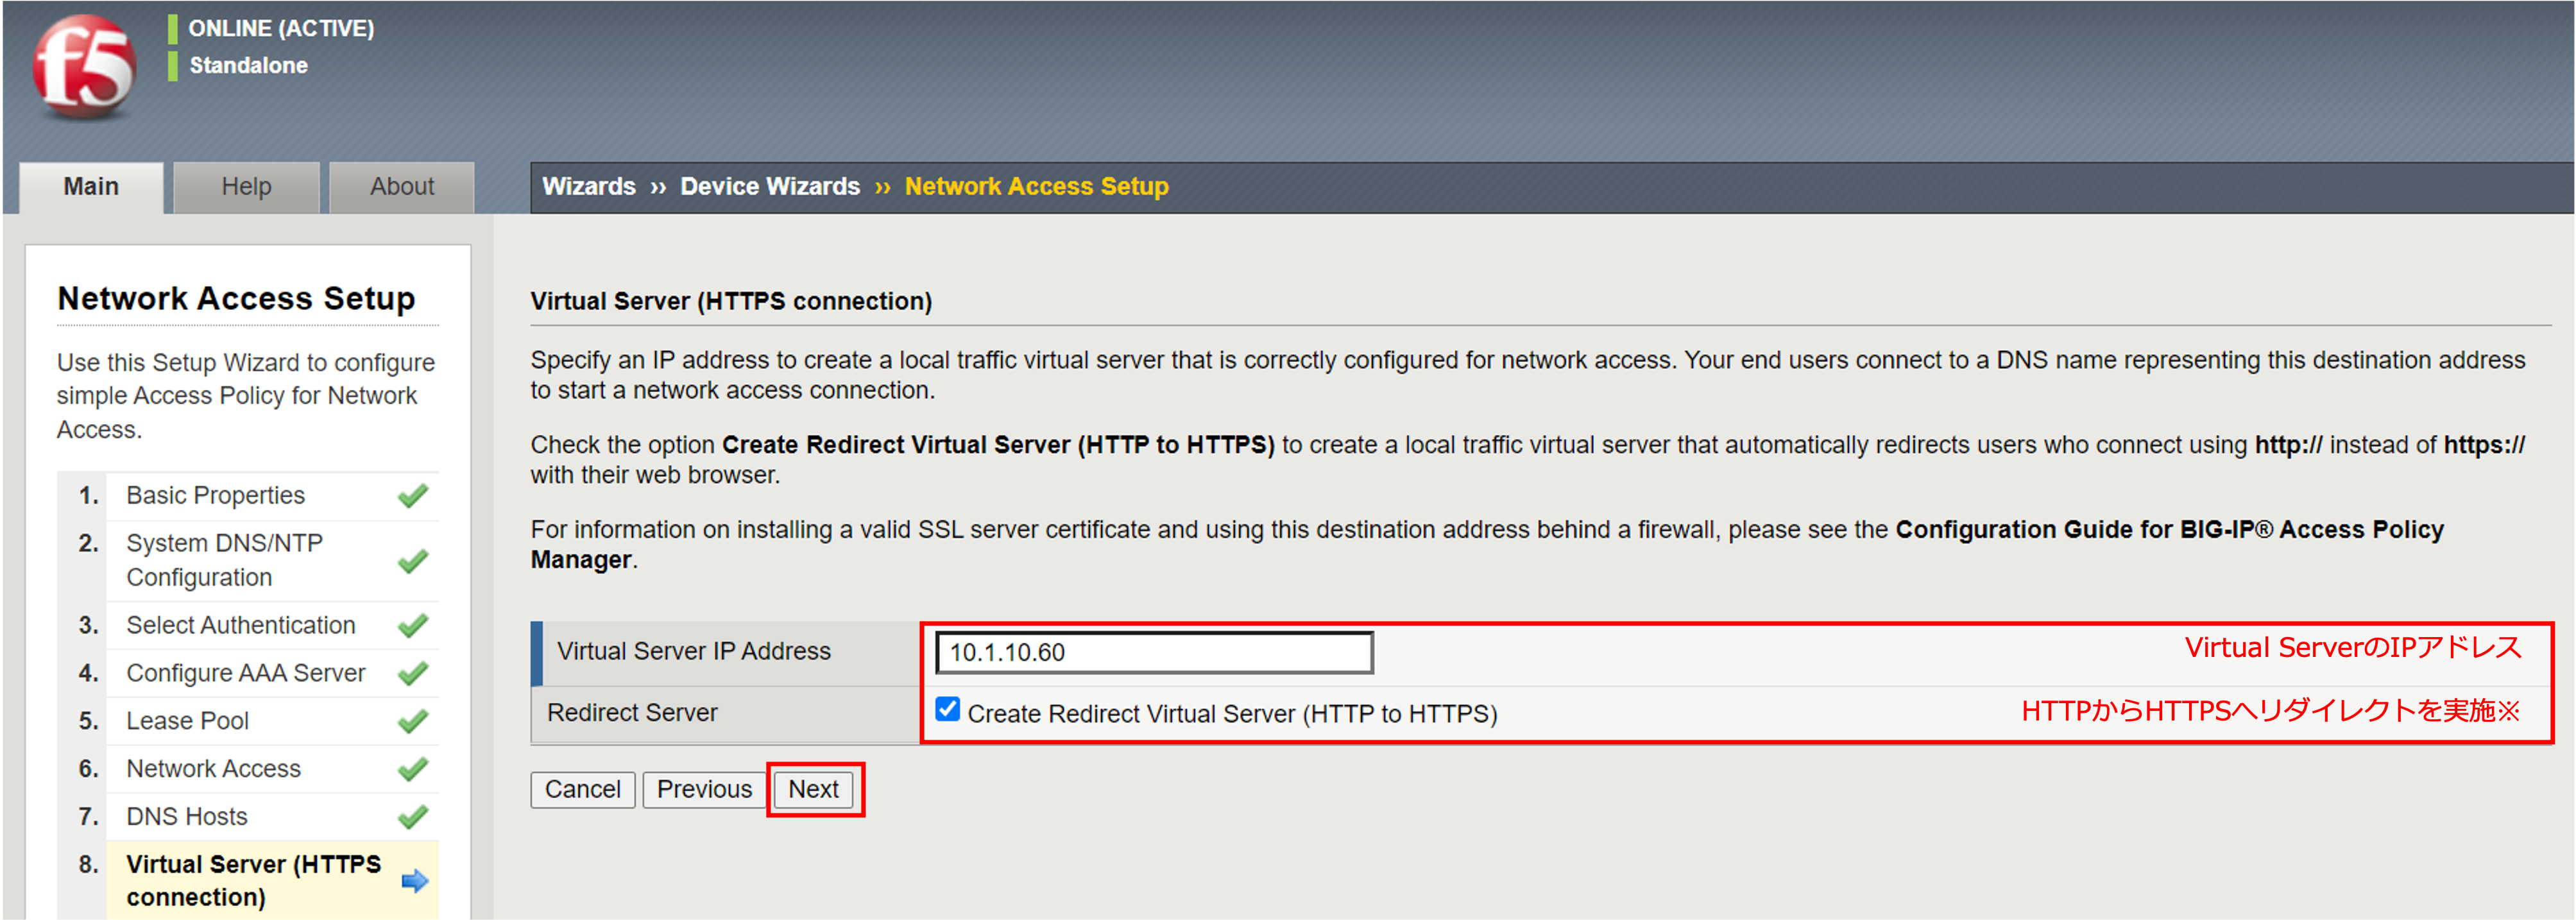 f5
ONLINE (ACTIVE)
Standalone
Main
Help
About
Wizards ›› Device Wizards ›› Network Access Setup
Network Access Setup
Use this Setup Wizard to configure
simple Access Policy for Network
Access.
1. Basic Properties
2. System DNS/NTP
Configuration
3. Select Authentication
4. Configure AAA Server
5. Lease Pool
6. Network Access
7. DNS Hosts
8. Virtual Server (HTTPS
connection)
Virtual Server (HTTPS connection)
Specify an IP address to create a local traffic virtual server that is correctly configured for network access. Your end users connect to a DNS name representing this destination address
to start a network access connection.
Check the option Create Redirect Virtual Server (HTTP to HTTPS) to create a local traffic virtual server that automatically redirects users who connect using http:// instead of https://
with their web browser.
For information on installing a valid SSL server certificate and using this destination address behind a firewall, please see the Configuration Guide for BIG-IP® Access Policy
Manager.
Virtual Server IP Address
10.1.10.60
Virtual ServerのIPアドレス
Redirect Server
Create Redirect Virtual Server (HTTP to HTTPS)
HTTPからHTTPSへリダイレクトを実施※
Cancel
Previous
Next